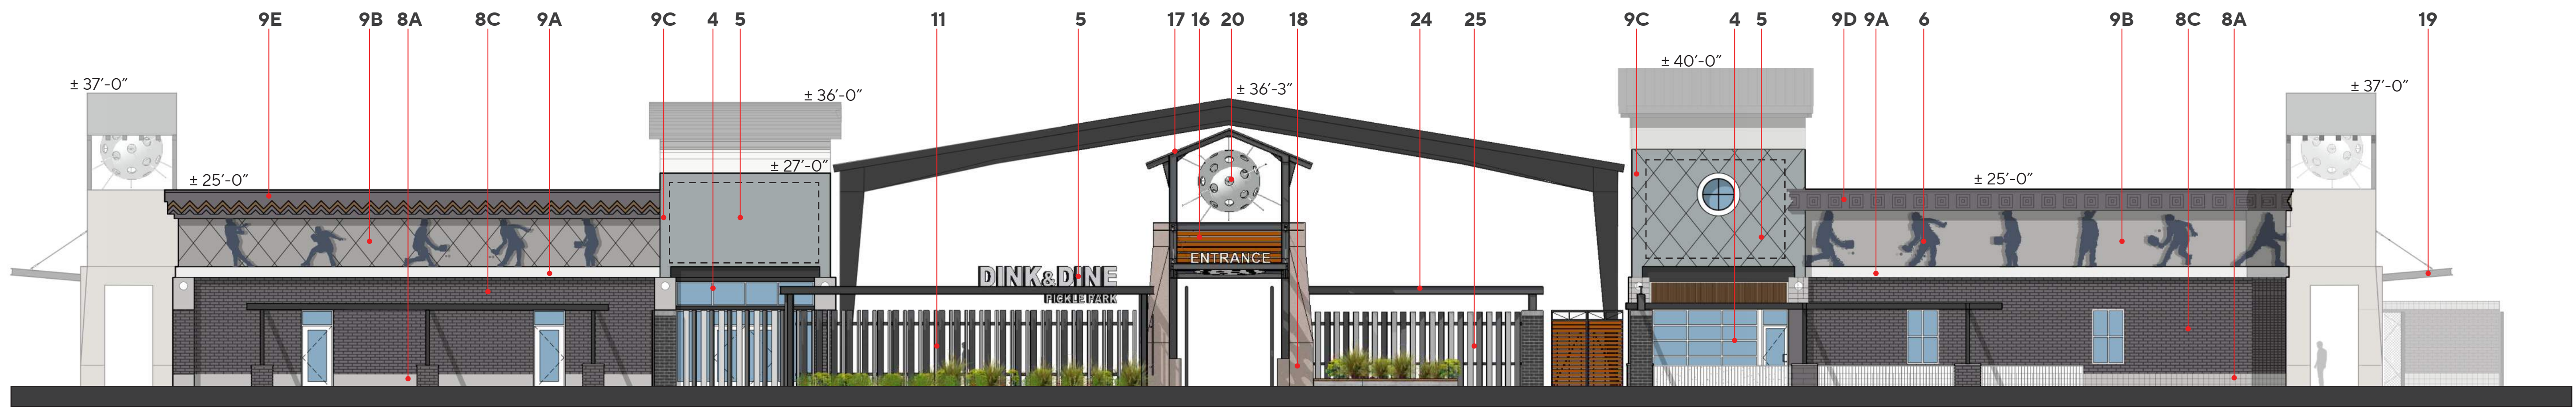 9E 9B 8A 8C 9A 9C 4 5 11 5 17 16 20 18 24 25 9C 4 5 9D 9A 6 9B 8C 8A 19
± 40’-0”
± 37’-0”
± 36’-3”
± 37’-0”
± 36’-0”
± 27’-0”
± 25’-0”
± 25’-0”
ENTRANCE
DINK&DINE
PICKLE PARK